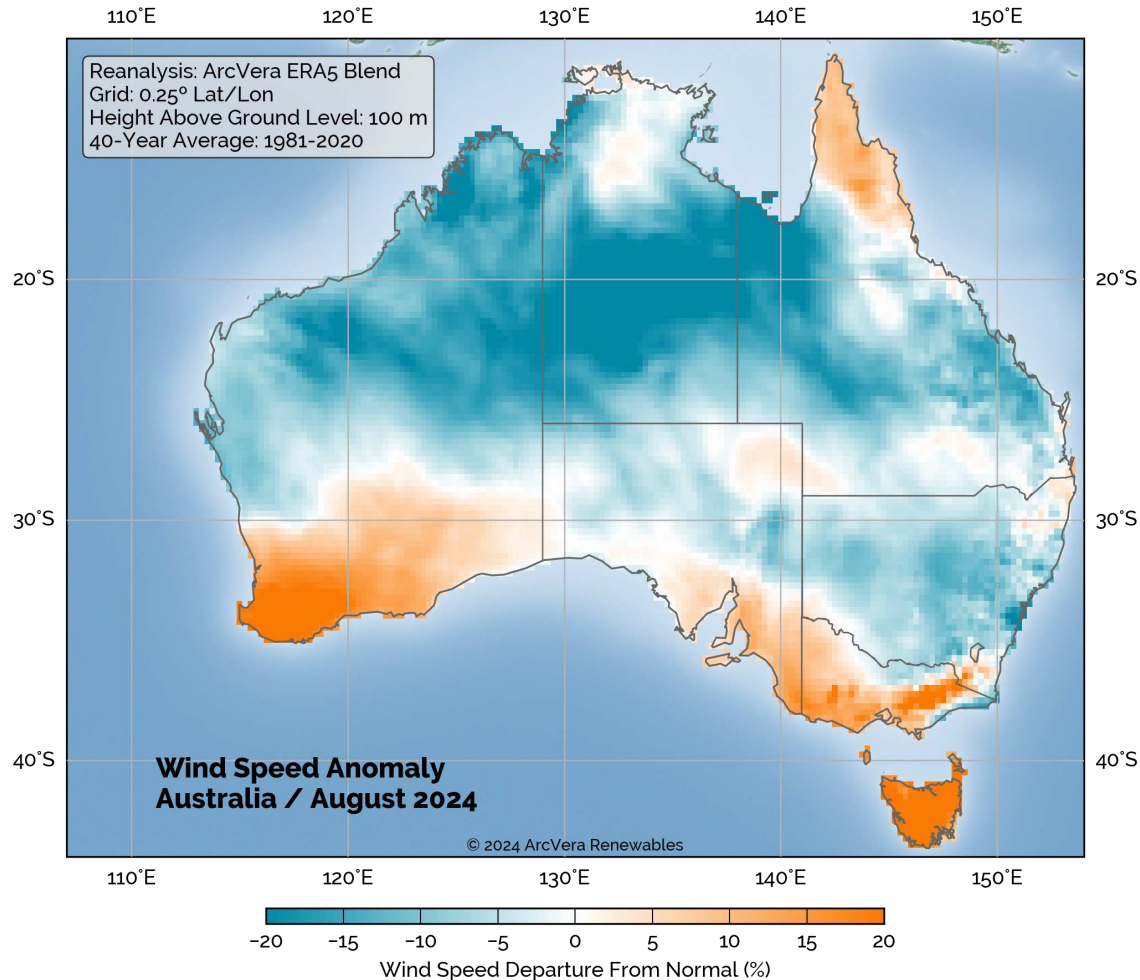 110°E 120°E 130°E 140°E 150°E
Reanalysis: ArcVera ERA5 Blend
Grid: 0.25º Lat/Lon
Height Above Ground Level: 100 m
40-Year Average: 1981-2020
20°S 20°S
30°S 30°S
40°S 40°S
Wind Speed Anomaly
Australia / August 2024
© 2024 ArcVera Renewables
110°E 120°E 130°E 140°E 150°E
−20 −15 −10 −5 0 5 10 15 20
Wind Speed Departure From Normal (%)